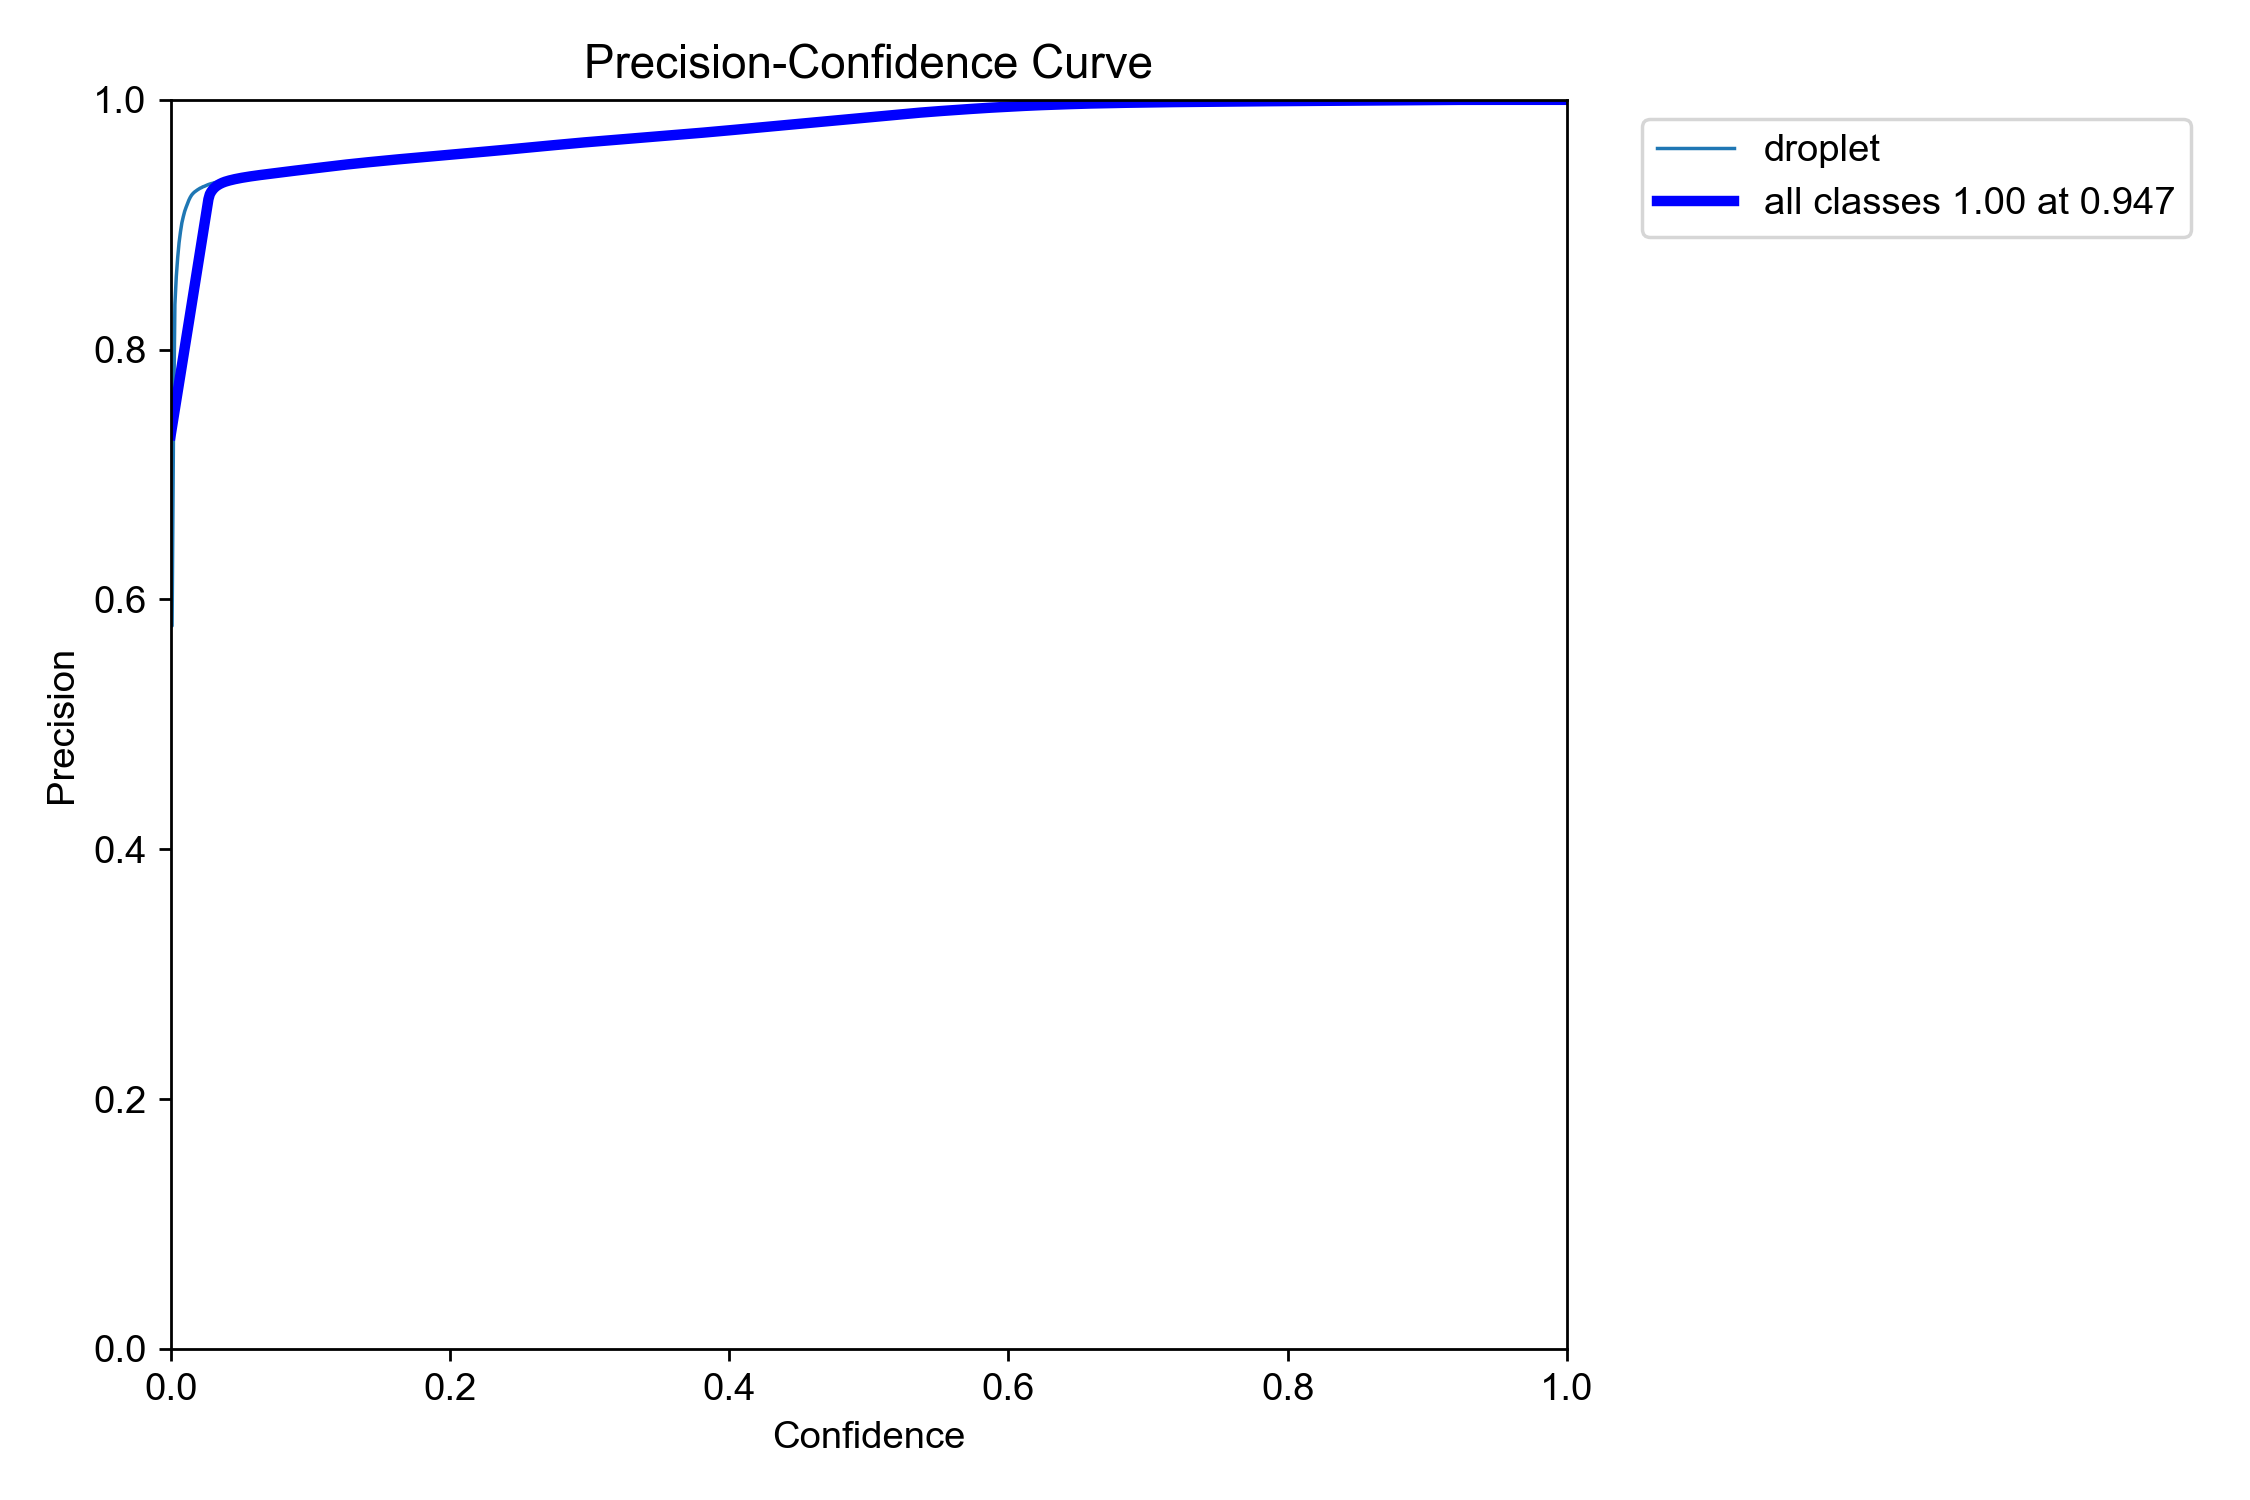 Precision-Confidence Curve
1.0
0.8
0.6
0.4
0.2
0.0
Precision
0.0 0.2 0.4 0.6 0.8 1.0
Confidence
droplet
all classes 1.00 at 0.947